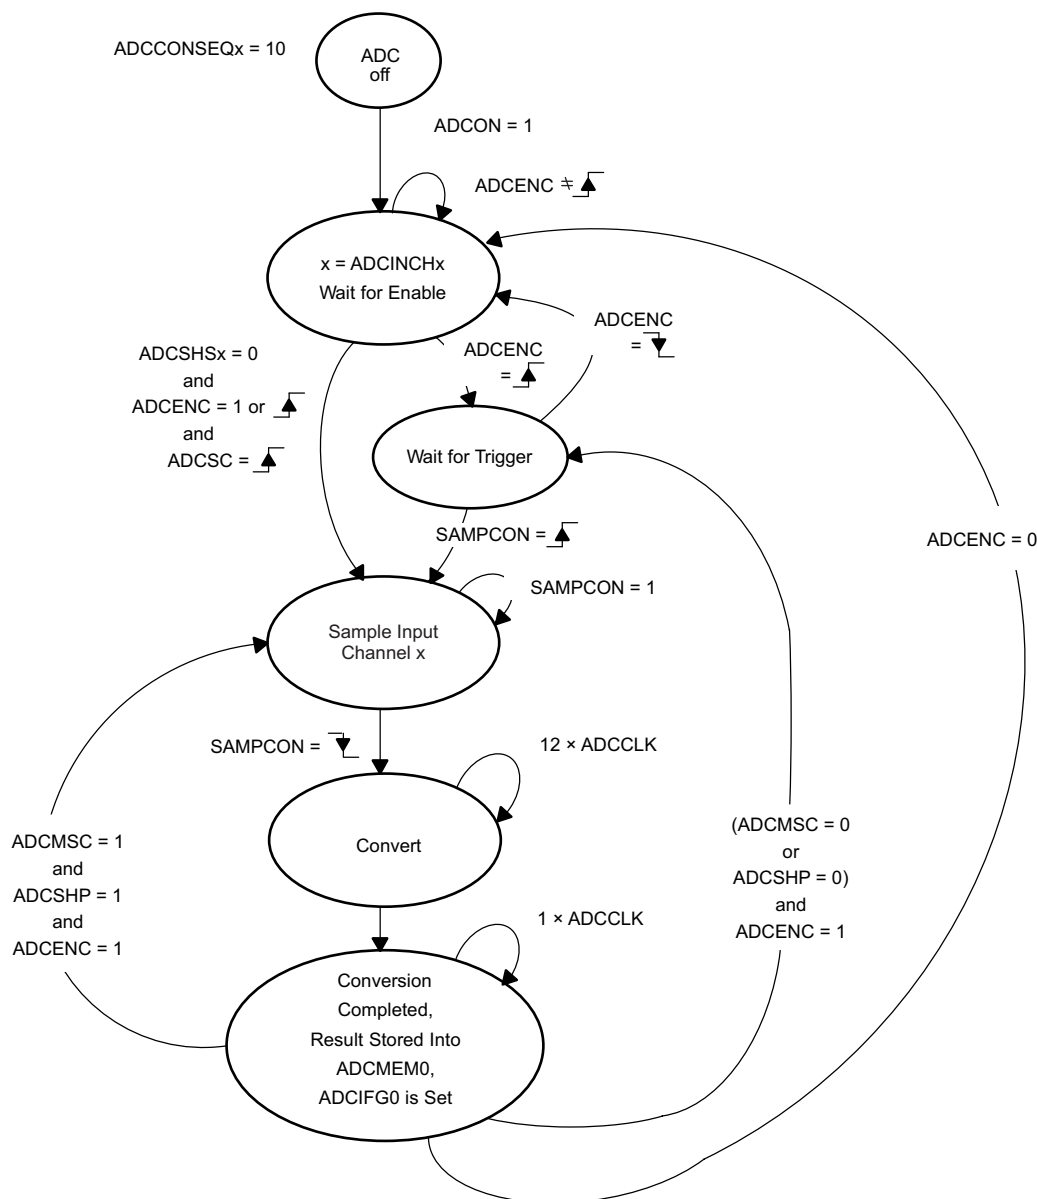 ADCCONSEQx = 10
ADC
off
ADCON = 1
ADCENC ≠
x = ADCINCHx
Wait for Enable
ADCENC
=
ADCENC
=
ADCSHSx = 0
and
ADCENC = 1 or
and
ADCSC =
Wait for Trigger
SAMPCON =
ADCENC = 0
SAMPCON = 1
Sample Input
Channel x
SAMPCON =
12 × ADCCLK
Convert
(ADCMSC = 0
or
ADCSHP = 0)
and
ADCENC = 1
ADCMSC = 1
and
ADCSHP = 1
and
ADCENC = 1
1 × ADCCLK
Conversion
Completed,
Result Stored Into
ADCMEM0,
ADCIFG0 is Set